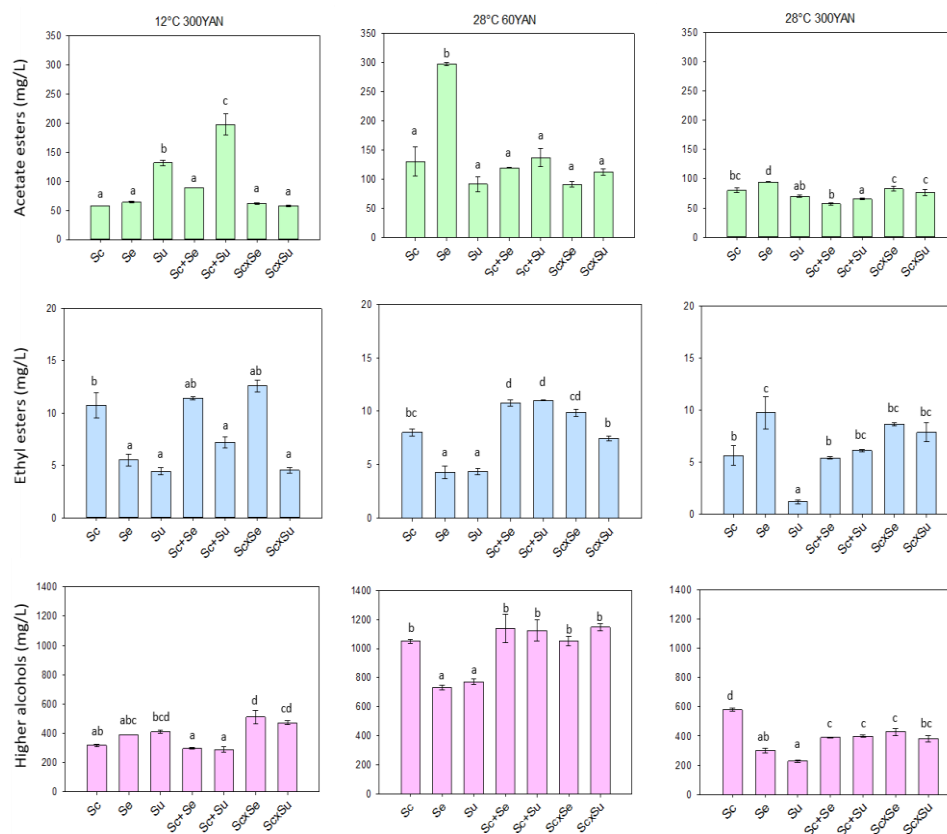 12°C 300YAN
28°C 60YAN
28°C 300YAN
Acetate esters (mg/L)
350
300
250
200
150
100
50
0
a
a
b
a
c
a
a
Sc
Se
Su
Sc+Se
Sc+Su
ScxSe
ScxSu
350
300
250
200
150
100
50
0
a
b
a
a
a
a
a
Sc
Se
Su
Sc+Se
Sc+Su
ScxSe
ScxSu
350
300
250
200
150
100
50
0
bc
d
ab
b
a
c
c
Sc
Se
Su
Sc+Se
Sc+Su
ScxSe
ScxSu
Ethyl esters (mg/L)
20
15
10
5
0
b
a
a
ab
a
ab
a
Sc
Se
Su
Sc+Se
Sc+Su
ScxSe
ScxSu
20
15
10
5
0
bc
a
a
d
d
cd
b
Sc
Se
Su
Sc+Se
Sc+Su
ScxSe
ScxSu
20
15
10
5
0
b
c
a
b
bc
bc
bc
Sc
Se
Su
Sc+Se
Sc+Su
ScxSe
ScxSu
Higher alcohols (mg/L)
1400
1200
1000
800
600
400
200
0
ab
abc
bcd
a
a
d
cd
Sc
Se
Su
Sc+Se
Sc+Su
ScxSe
ScxSu
1400
1200
1000
800
600
400
200
0
b
a
a
b
b
b
b
Sc
Se
Su
Sc+Se
Sc+Su
ScxSe
ScxSu
1400
1200
1000
800
600
400
200
0
d
ab
a
c
c
c
bc
Sc
Se
Su
Sc+Se
Sc+Su
ScxSe
ScxSu